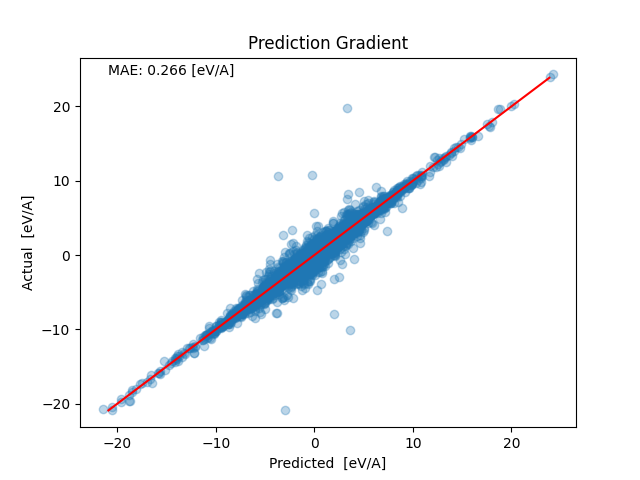 Prediction Gradient
MAE: 0.266 [eV/A]
20
10
0
−10
−20
Actual [eV/A]
−20 −10 0 10 20
Predicted [eV/A]